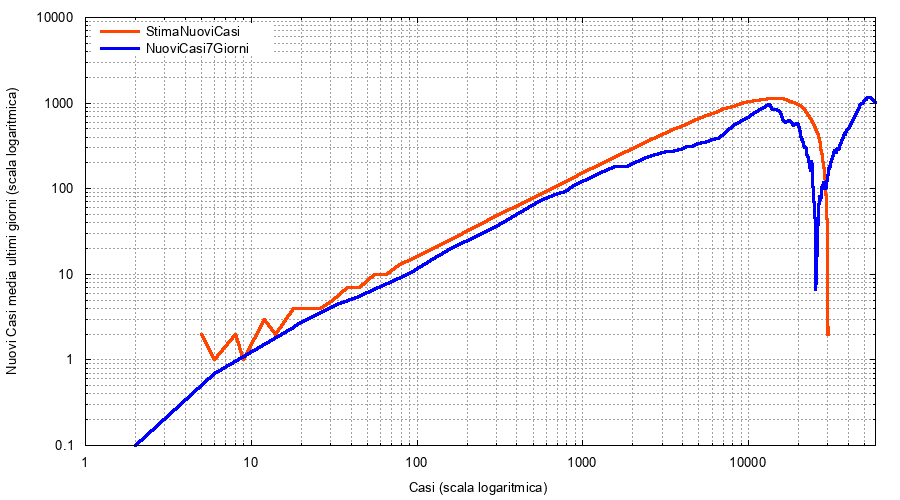 10000
1000
100
10
1
0.1
StimaNuoviCasi
NuoviCasi7Giorni
Nuovi Casi media ultimi giorni (scala logaritmica)
1 10 100 1000 10000
Casi (scala logaritmica)